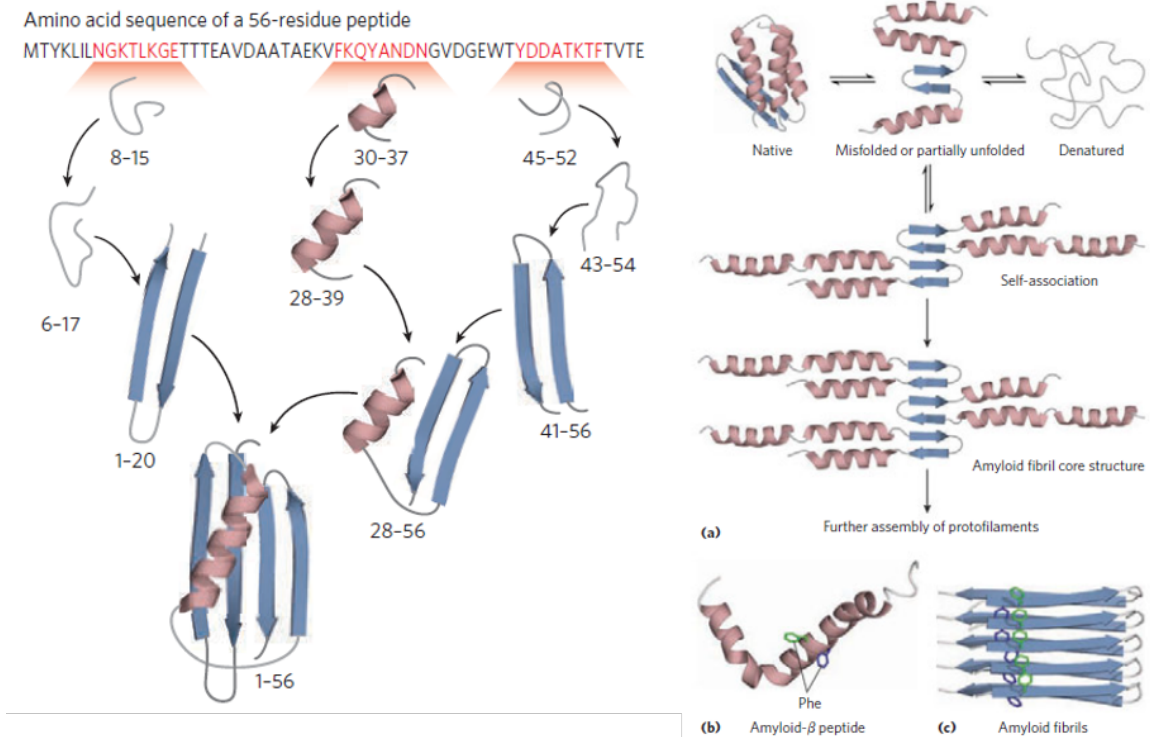 Amino acid sequence of a 56-residue peptide
MTYKLILNGKTLKGETTTEAVDAATAEKVFKQYANDNGVDGEWTYDDATKTFTVTE
8–15
30–37
45–52
6–17
28–39
43–54
1–20
28–56
41–56
1–56
Native
Misfolded or partially unfolded
Denatured
Self-association
Amyloid fibril core structure
Further assembly of protofilaments
(a)
Phe
(b) Amyloid-β peptide
(c) Amyloid fibrils